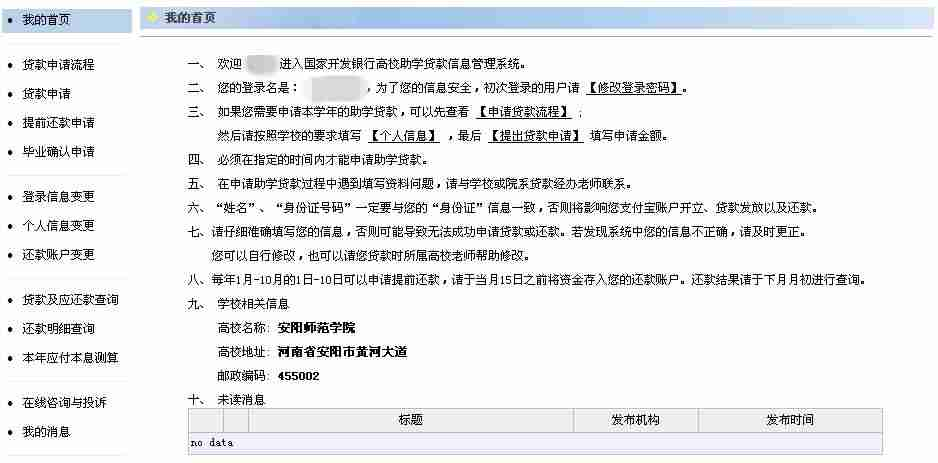 我的首页
贷款申请流程
贷款申请
提前还款申请
毕业确认申请
登录信息变更
个人信息变更
还款账户变更
贷款及应还款查询
还款明细查询
本年应付本息测算
在线咨询与投诉
我的消息
我的首页
一、 欢迎 进入国家开发银行高校助学贷款信息管理系统。
二、 您的登录名是: ,为了您的信息安全,初次登录的用户请 【修改登录密码】。
三、 如果您需要申请本学年的助学贷款,可以先查看 【申请贷款流程】 ;
然后请按照学校的要求填写 【个人信息】 ,最后 【提出贷款申请】 填写申请金额。
四、 必须在指定的时间内才能申请助学贷款。
五、 在申请助学贷款过程中遇到填写资料问题,请与学校或院系贷款经办老师联系。
六、“姓名”、“身份证号码”一定要与您的“身份证”信息一致,否则将影响您支付宝账户开立、贷款发放以及还款。
七、请仔细准确填写您的信息,否则可能导致无法成功申请贷款或还款。若发现系统中您的信息不正确,请及时更正。
您可以自行修改,也可以请您贷款时所属高校老师帮助修改。
八、每年1月-10月的1日-10日可以申请提前还款,请于当月15日之前将资金存入您的还款账户。还款结果请于下月月初进行查询。
九、 学校相关信息
高校名称: 安阳师范学院
高校地址: 河南省安阳市黄河大道
邮政编码: 455002
十、 未读消息
标题 发布机构 发布时间
no data